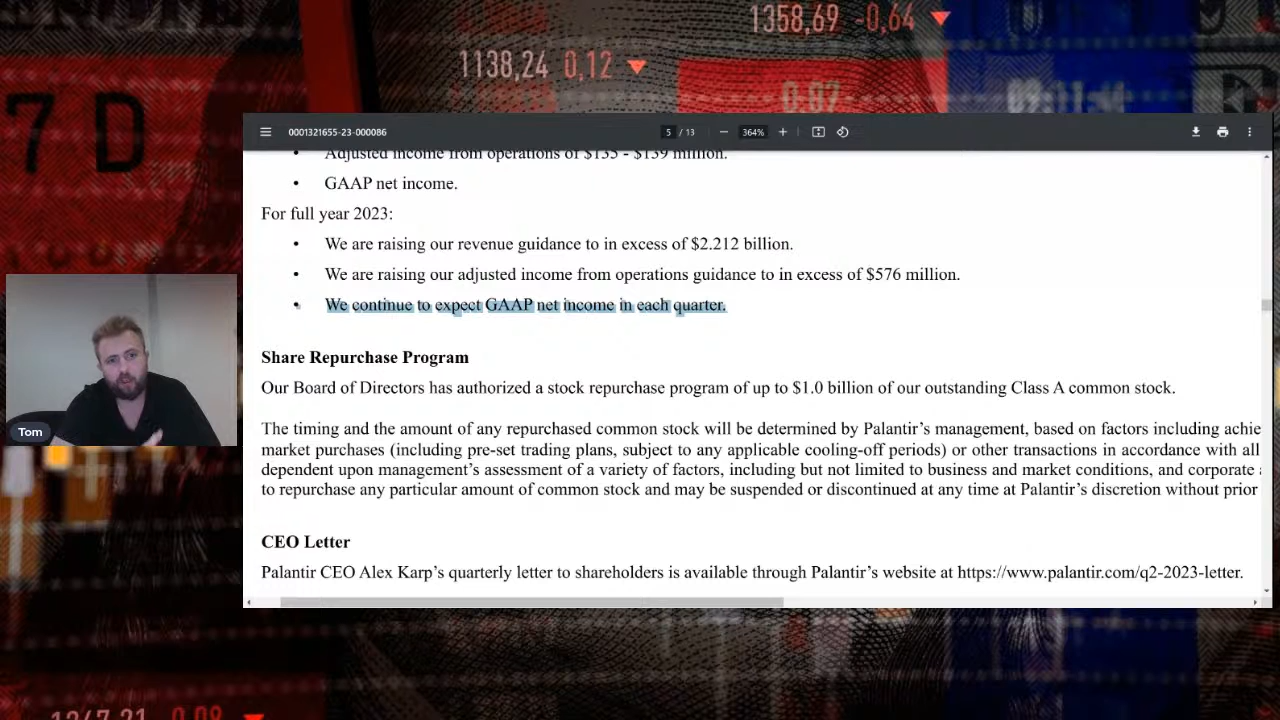 1358,69 -0,64
1138,24 0,12
7 D
0001321655-23-000086
5 / 13
364%
Adjusted income from operations of $135 - $139 million.
• GAAP net income.
For full year 2023:
• We are raising our revenue guidance to in excess of $2.212 billion.
• We are raising our adjusted income from operations guidance to in excess of $576 million.
• We continue to expect GAAP net income in each quarter.
Share Repurchase Program
Our Board of Directors has authorized a stock repurchase program of up to $1.0 billion of our outstanding Class A common stock.
The timing and the amount of any repurchased common stock will be determined by Palantir’s management, based on factors including achie
market purchases (including pre-set trading plans, subject to any applicable cooling-off periods) or other transactions in accordance with all
dependent upon management’s assessment of a variety of factors, including but not limited to business and market conditions, and corporate
to repurchase any particular amount of common stock and may be suspended or discontinued at any time at Palantir’s discretion without prior
CEO Letter
Palantir CEO Alex Karp’s quarterly letter to shareholders is available through Palantir’s website at https://www.palantir.com/q2-2023-letter.
Tom